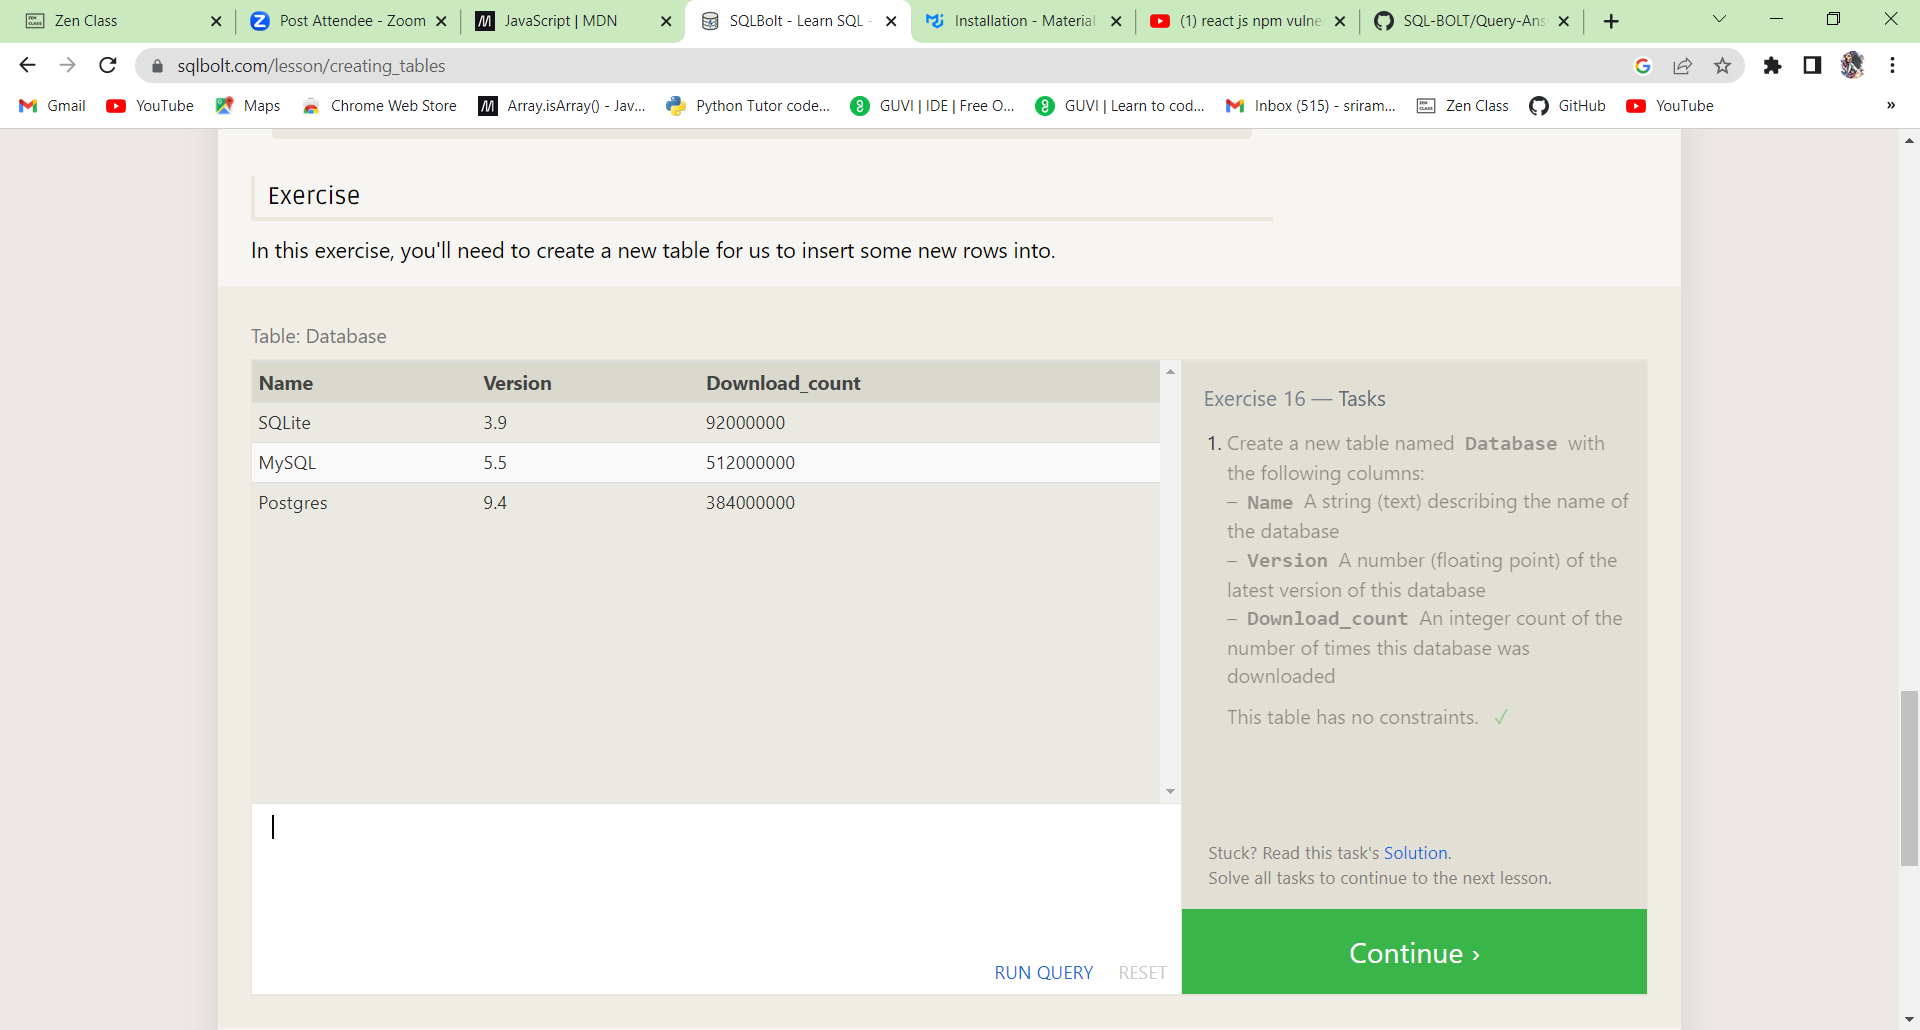 Zen Class
Post Attendee - Zoom
JavaScript | MDN
SQLBolt - Learn SQL -
Installation - Material
(1) react js npm vulne
SQL-BOLT/Query-Ans
sqlbolt.com/lesson/creating_tables
Gmail
YouTube
Maps
Chrome Web Store
Array.isArray() - Jav...
Python Tutor code...
GUVI | IDE | Free O...
GUVI | Learn to cod...
Inbox (515) - sriram...
Zen Class
GitHub
YouTube
»
Exercise
In this exercise, you'll need to create a new table for us to insert some new rows into.
Table: Database
Name Version Download_count
SQLite 3.9 92000000
MySQL 5.5 512000000
Postgres 9.4 384000000
Exercise 16 — Tasks
1. Create a new table named Database with
the following columns:
– Name A string (text) describing the name of
the database
– Version A number (floating point) of the
latest version of this database
– Download_count An integer count of the
number of times this database was
downloaded
This table has no constraints. ✓
Stuck? Read this task's Solution.
Solve all tasks to continue to the next lesson.
RUN QUERY RESET
Continue ›